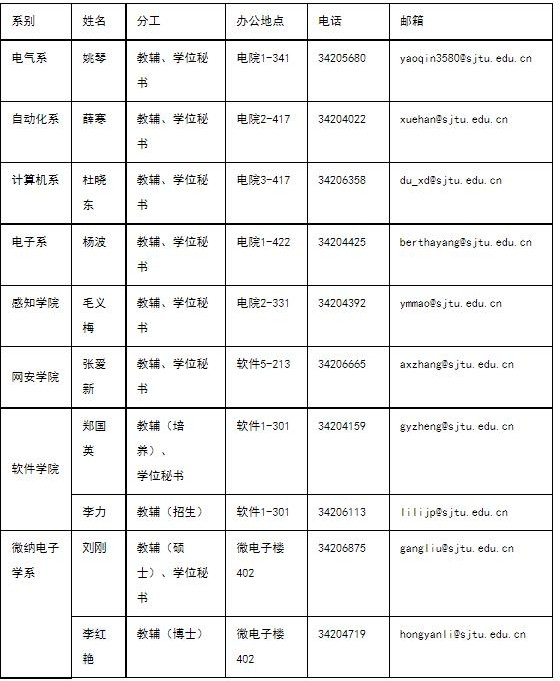 系别 姓名 分工 办公地点 电话 邮箱
电气系 姚琴 教辅、学位秘 电院1-341 34205680 yaoqin3580@sjtu.edu.cn
书
自动化系 薛寒 教辅、学位秘 电院2-417 34204022 xuehan@sjtu.edu.cn
书
计算机系 杜晓 教辅、学位秘 电院3-417 34206358 du_xd@sjtu.edu.cn
东 书
电子系 杨波 教辅、学位秘 电院1-422 34204425 berthayang@sjtu.edu.cn
书
感知学院 毛义 教辅、学位秘 电院2-331 34204392 ymmao@sjtu.edu.cn
梅 书
网安学院 张爱 教辅、学位秘 软件5-213 34206665 axzhang@sjtu.edu.cn
新 书
软件学院 郑国 教辅（培 软件1-301 34204159 gyzheng@sjtu.edu.cn
英 养）、
学位秘书
李力 教辅（招生） 软件1-301 34206113 lilijp@sjtu.edu.cn
微纳电子 刘刚 教辅（硕 微电子楼 34206875 gangliu@sjtu.edu.cn
学系 士）、学位秘 402
书
李红 教辅（博士） 微电子楼 34204719 hongyanli@sjtu.edu.cn
艳 402